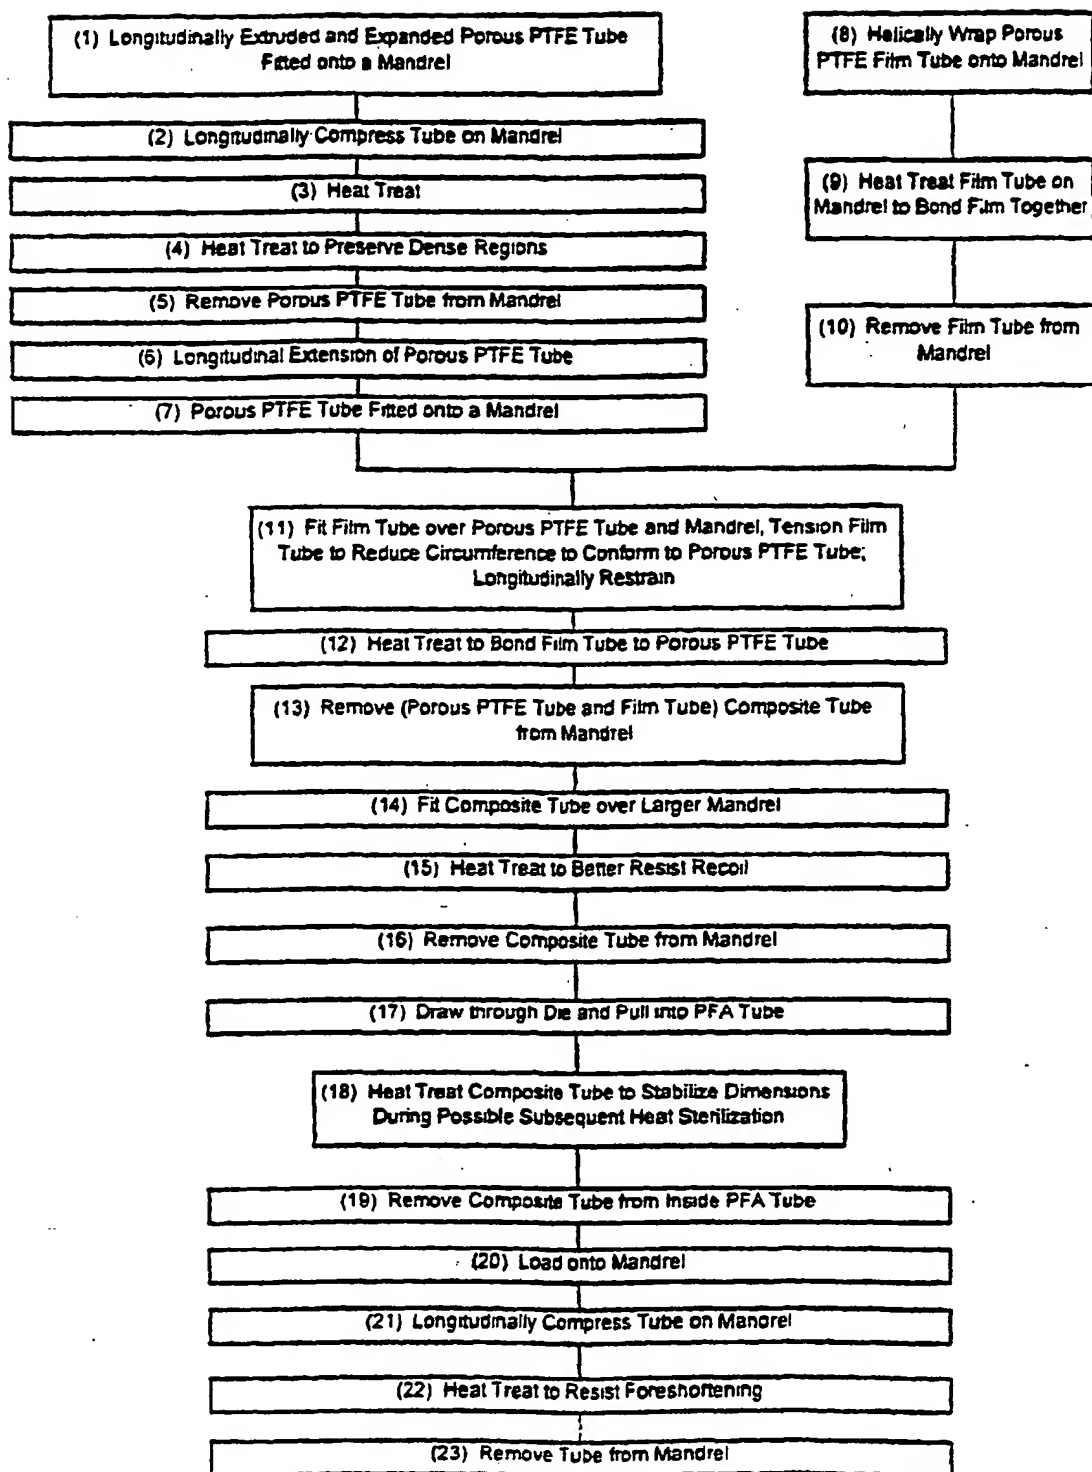 (1) Longitudinally Extruded and Expanded Porous PTFE Tube
Fitted onto a Mandrel
(2) Longitudinally Compress Tube on Mandrel
(3) Heat Treat
(4) Heat Treat to Preserve Dense Regions
(5) Remove Porous PTFE Tube from Mandrel
(6) Longitudinal Extension of Porous PTFE Tube
(7) Porous PTFE Tube Fitted onto a Mandrel
(8) Helically Wrap Porous
PTFE Film Tube onto Mandrel
(9) Heat Treat Film Tube on
Mandrel to Bond Film Together
(10) Remove Film Tube from
Mandrel
(11) Fit Film Tube over Porous PTFE Tube and Mandrel, Tension Film
Tube to Reduce Circumference to Conform to Porous PTFE Tube;
Longitudinally Restrain
(12) Heat Treat to Bond Film Tube to Porous PTFE Tube
(13) Remove (Porous PTFE Tube and Film Tube) Composite Tube
from Mandrel
(14) Fit Composite Tube over Larger Mandrel
(15) Heat Treat to Better Resist Recoil
(16) Remove Composite Tube from Mandrel
(17) Draw through Die and Pull into PFA Tube
(18) Heat Treat Composite Tube to Stabilize Dimensions
During Possible Subsequent Heat Sterilization
(19) Remove Composite Tube from Inside PFA Tube
(20) Load onto Mandrel
(21) Longitudinally Compress Tube on Mandrel
(22) Heat Treat to Resist Foreshortening
(23) Remove Tube from Mandrel